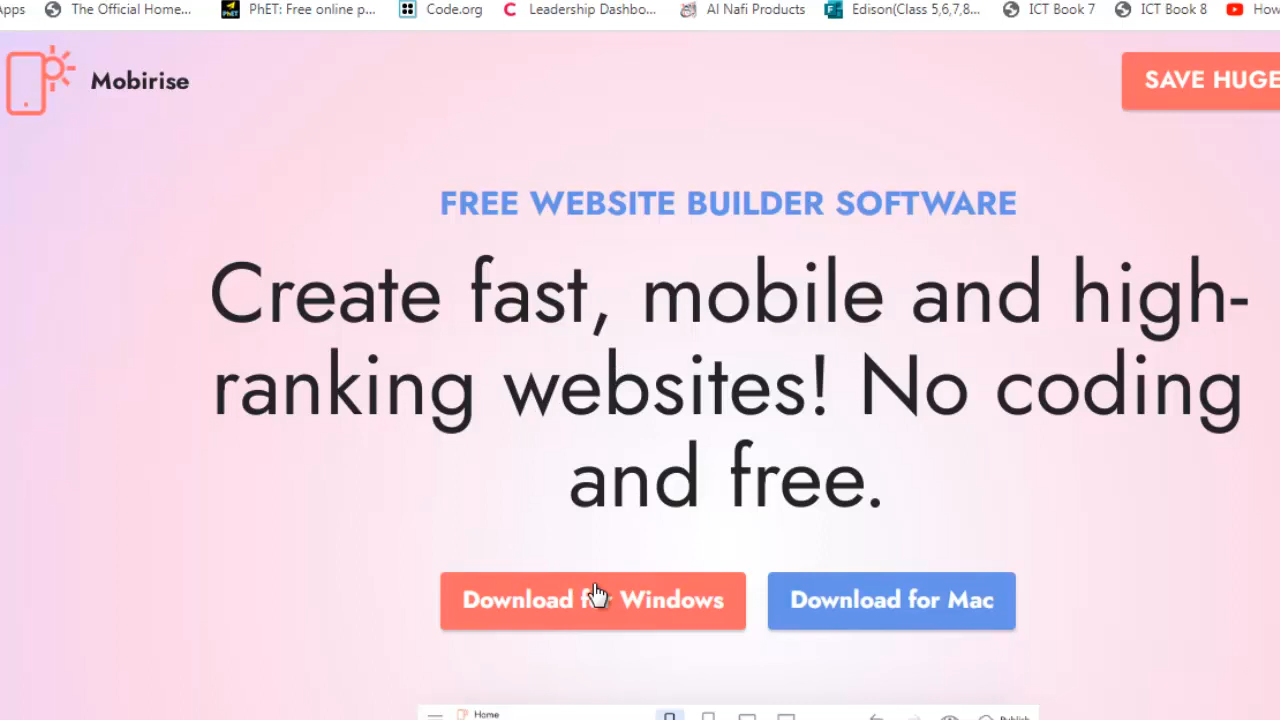 Apps The Official Home... PhET: Free online p... Code.org Leadership Dashbo... Al Nafi Products Edison(Class 5,6,7,8... ICT Book 7 ICT Book 8 How
Mobirise
SAVE HUGE
FREE WEBSITE BUILDER SOFTWARE
Create fast, mobile and high-
ranking websites! No coding
and free.
Download for Windows Download for Mac
Home Publish